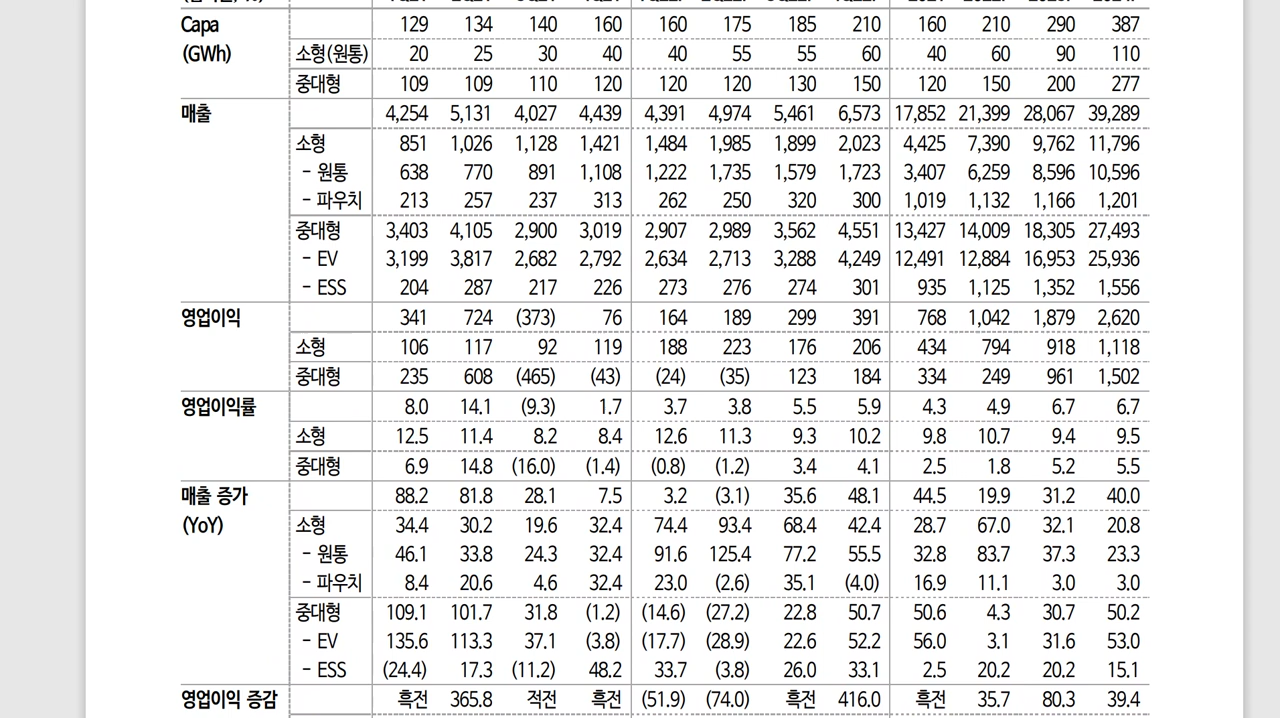 Capa 129 134 140 160 160 175 185 210 160 210 290 387
(GWh) 소형(원통) 20 25 30 40 40 55 55 60 40 60 90 110
중대형 109 109 110 120 120 120 130 150 120 150 200 277
매출 4,254 5,131 4,027 4,439 4,391 4,974 5,461 6,573 17,852 21,399 28,067 39,289
소형 851 1,026 1,128 1,421 1,484 1,985 1,899 2,023 4,425 7,390 9,762 11,796
- 원통 638 770 891 1,108 1,222 1,735 1,579 1,723 3,407 6,259 8,596 10,596
- 파우치 213 257 237 313 262 250 320 300 1,019 1,132 1,166 1,201
중대형 3,403 4,105 2,900 3,019 2,907 2,989 3,562 4,551 13,427 14,009 18,305 27,493
- EV 3,199 3,817 2,682 2,792 2,634 2,713 3,288 4,249 12,491 12,884 16,953 25,936
- ESS 204 287 217 226 273 276 274 301 935 1,125 1,352 1,556
영업이익 341 724 (373) 76 164 189 299 391 768 1,042 1,879 2,620
소형 106 117 92 119 188 223 176 206 434 794 918 1,118
중대형 235 608 (465) (43) (24) (35) 123 184 334 249 961 1,502
영업이익률 8.0 14.1 (9.3) 1.7 3.7 3.8 5.5 5.9 4.3 4.9 6.7 6.7
소형 12.5 11.4 8.2 8.4 12.6 11.3 9.3 10.2 9.8 10.7 9.4 9.5
중대형 6.9 14.8 (16.0) (1.4) (0.8) (1.2) 3.4 4.1 2.5 1.8 5.2 5.5
매출 증가 88.2 81.8 28.1 7.5 3.2 (3.1) 35.6 48.1 44.5 19.9 31.2 40.0
(YoY) 소형 34.4 30.2 19.6 32.4 74.4 93.4 68.4 42.4 28.7 67.0 32.1 20.8
- 원통 46.1 33.8 24.3 32.4 91.6 125.4 77.2 55.5 32.8 83.7 37.3 23.3
- 파우치 8.4 20.6 4.6 32.4 23.0 (2.6) 35.1 (4.0) 16.9 11.1 3.0 3.0
중대형 109.1 101.7 31.8 (1.2) (14.6) (27.2) 22.8 50.7 50.6 4.3 30.7 50.2
- EV 135.6 113.3 37.1 (3.8) (17.7) (28.9) 22.6 52.2 56.0 3.1 31.6 53.0
- ESS (24.4) 17.3 (11.2) 48.2 33.7 (3.8) 26.0 33.1 2.5 20.2 20.2 15.1
영업이익 증감 흑전 365.8 적전 흑전 (51.9) (74.0) 흑전 416.0 흑전 35.7 80.3 39.4